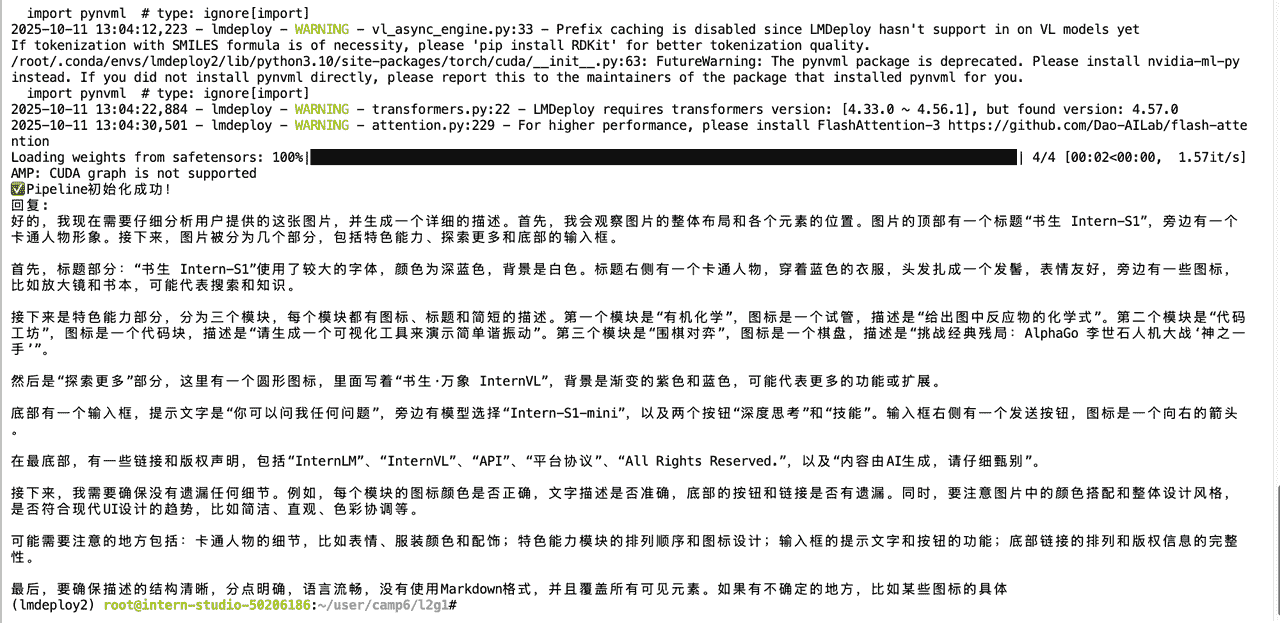 import pynvml  # type: ignore[import]
2025-10-11 13:04:12,223 - lmdeploy - WARNING - vl_async_engine.py:33 - Prefix caching is disabled since LMDeploy hasn't support in on VL models yet
If tokenization with SMILES formula is of necessity, please 'pip install RDKit' for better tokenization quality.
/root/.conda/envs/lmdeploy2/lib/python3.10/site-packages/torch/cuda/__init__.py:63: FutureWarning: The pynvml package is deprecated. Please install nvidia-ml-py
instead. If you did not install pynvml directly, please report this to the maintainers of the package that installed pynvml for you.
import pynvml  # type: ignore[import]
2025-10-11 13:04:22,884 - lmdeploy - WARNING - transformers.py:22 - LMDeploy requires transformers version: [4.33.0 ~ 4.56.1], but found version: 4.57.0
2025-10-11 13:04:30,501 - lmdeploy - WARNING - attention.py:229 - For higher performance, please install FlashAttention-3 https://github.com/Dao-AILab/flash-atte
ntion
Loading weights from safetensors: 100%|██████████| 4/4 [00:02<00:00,  1.57it/s]
AMP: CUDA graph is not supported
✅Pipeline初始化成功!
回复:
好的，我现在需要仔细分析用户提供的这张图片，并生成一个详细的描述。首先，我会观察图片的整体布局和各个元素的位置。图片的顶部有一个标题“书生 Intern-S1”，旁边有一个
卡通人物形象。接下来，图片被分为几个部分，包括特色能力、探索更多和底部的输入框。
首先，标题部分：“书生 Intern-S1”使用了较大的字体，颜色为深蓝色，背景是白色。标题右侧有一个卡通人物，穿着蓝色的衣服，头发扎成一个发髻，表情友好，旁边有一些图标，
比如放大镜和书本，可能代表搜索和知识。
接下来是特色能力部分，分为三个模块，每个模块都有图标、标题和简短的描述。第一个模块是“有机化学”，图标是一个试管，描述是“给出图中反应物的化学式”。第二个模块是“代码
工坊”，图标是一个代码块，描述是“请生成一个可视化工具来演示简单谐振动”。第三个模块是“围棋对弈”，图标是一个棋盘，描述是“挑战经典残局：AlphaGo 李世石人机大战‘神之一
手’”。
然后是“探索更多”部分，这里有一个圆形图标，里面写着“书生·万象 InternVL”，背景是渐变的紫色和蓝色，可能代表更多的功能或扩展。
底部有一个输入框，提示文字是“你可以问我任何问题”，旁边有模型选择“Intern-S1-mini”，以及两个按钮“深度思考”和“技能”。输入框右侧有一个发送按钮，图标是一个向右的箭头
。
在最底部，有一些链接和版权声明，包括“InternLM”、“InternVL”、“API”、“平台协议”、“All Rights Reserved.”，以及“内容由AI生成，请仔细甄别”。
接下来，我需要确保没有遗漏任何细节。例如，每个模块的图标颜色是否正确，文字描述是否准确，底部的按钮和链接是否有遗漏。同时，要注意图片中的颜色搭配和整体设计风格，
是否符合现代UI设计的趋势，比如简洁、直观、色彩协调等。
可能需要注意的地方包括：卡通人物的细节，比如表情、服装颜色和配饰；特色能力模块的排列顺序和图标设计；输入框的提示文字和按钮的功能；底部链接的排列和版权信息的完整
性。
最后，要确保描述的结构清晰，分点明确，语言流畅，没有使用Markdown格式，并且覆盖所有可见元素。如果有不确定的地方，比如某些图标的具体
(lmdeploy2) root@intern-studio-50206186:~/user/camp6/l2g1#